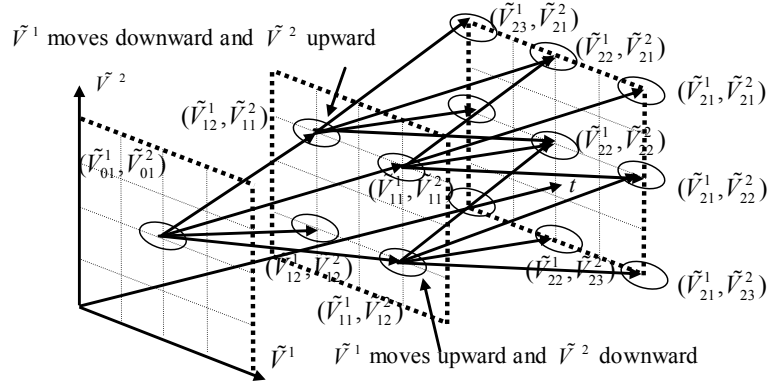 (Ṽ¹₂₃, Ṽ²₂₁)
Ṽ¹ moves downward and Ṽ² upward
(Ṽ¹₂₂, Ṽ²₂₁)
Ṽ²
(Ṽ¹₂₁, Ṽ²₂₁)
(Ṽ¹₁₂, Ṽ²₁₁)
(Ṽ¹₂₂, Ṽ²₂₂)
(Ṽ¹₀₁, Ṽ²₀₁)
(Ṽ¹₁₁, Ṽ²₁₁)
t
(Ṽ¹₂₁, Ṽ²₂₂)
(Ṽ¹₁₂, Ṽ²₁₂)
(Ṽ¹₂₂, Ṽ²₂₃)
(Ṽ¹₂₁, Ṽ²₂₃)
(Ṽ¹₁₁, Ṽ²₁₂)
Ṽ¹
Ṽ¹ moves upward and Ṽ² downward